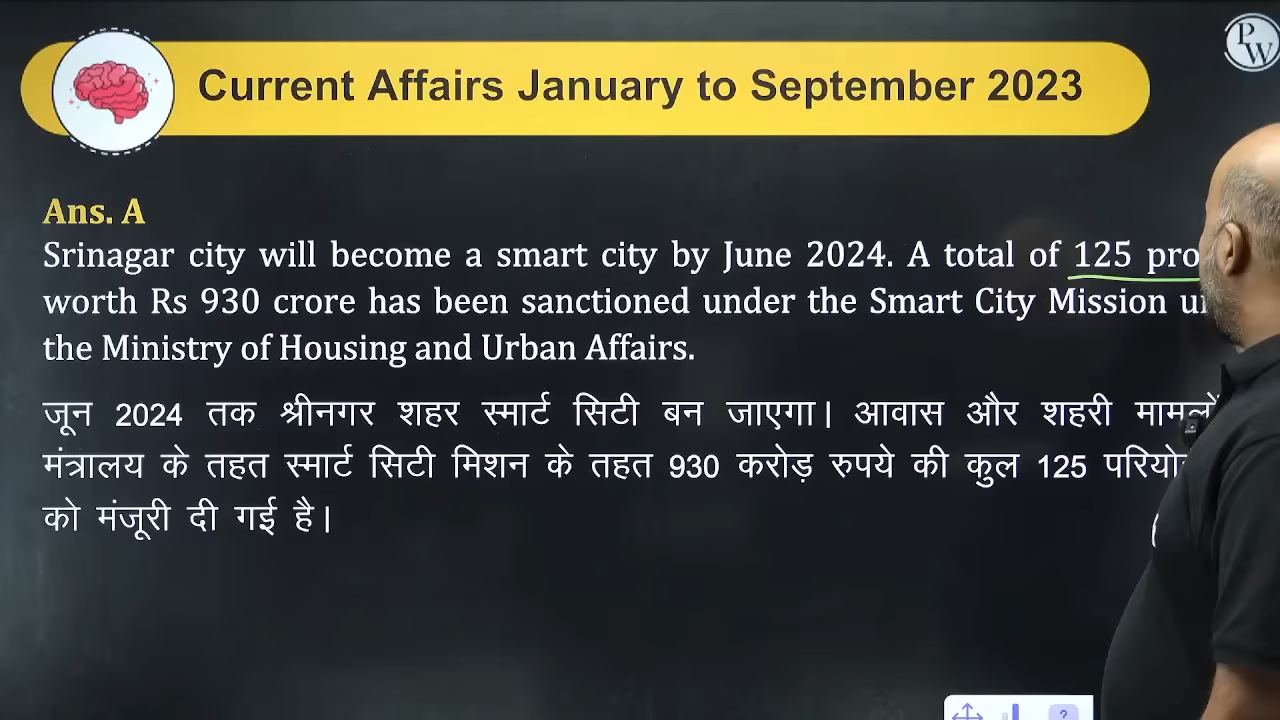 PW
Current Affairs January to September 2023
Ans. A
Srinagar city will become a smart city by June 2024. A total of 125
worth Rs 930 crore has been sanctioned under the Smart City Mission
the Ministry of Housing and Urban Affairs.
जून 2024 तक श्रीनगर शहर स्मार्ट सिटी बन जाएगा। आवास और शहरी
मंत्रालय के तहत स्मार्ट सिटी मिशन के तहत 930 करोड़ रुपये की कुल 125
को मंजूरी दी गई है।
?